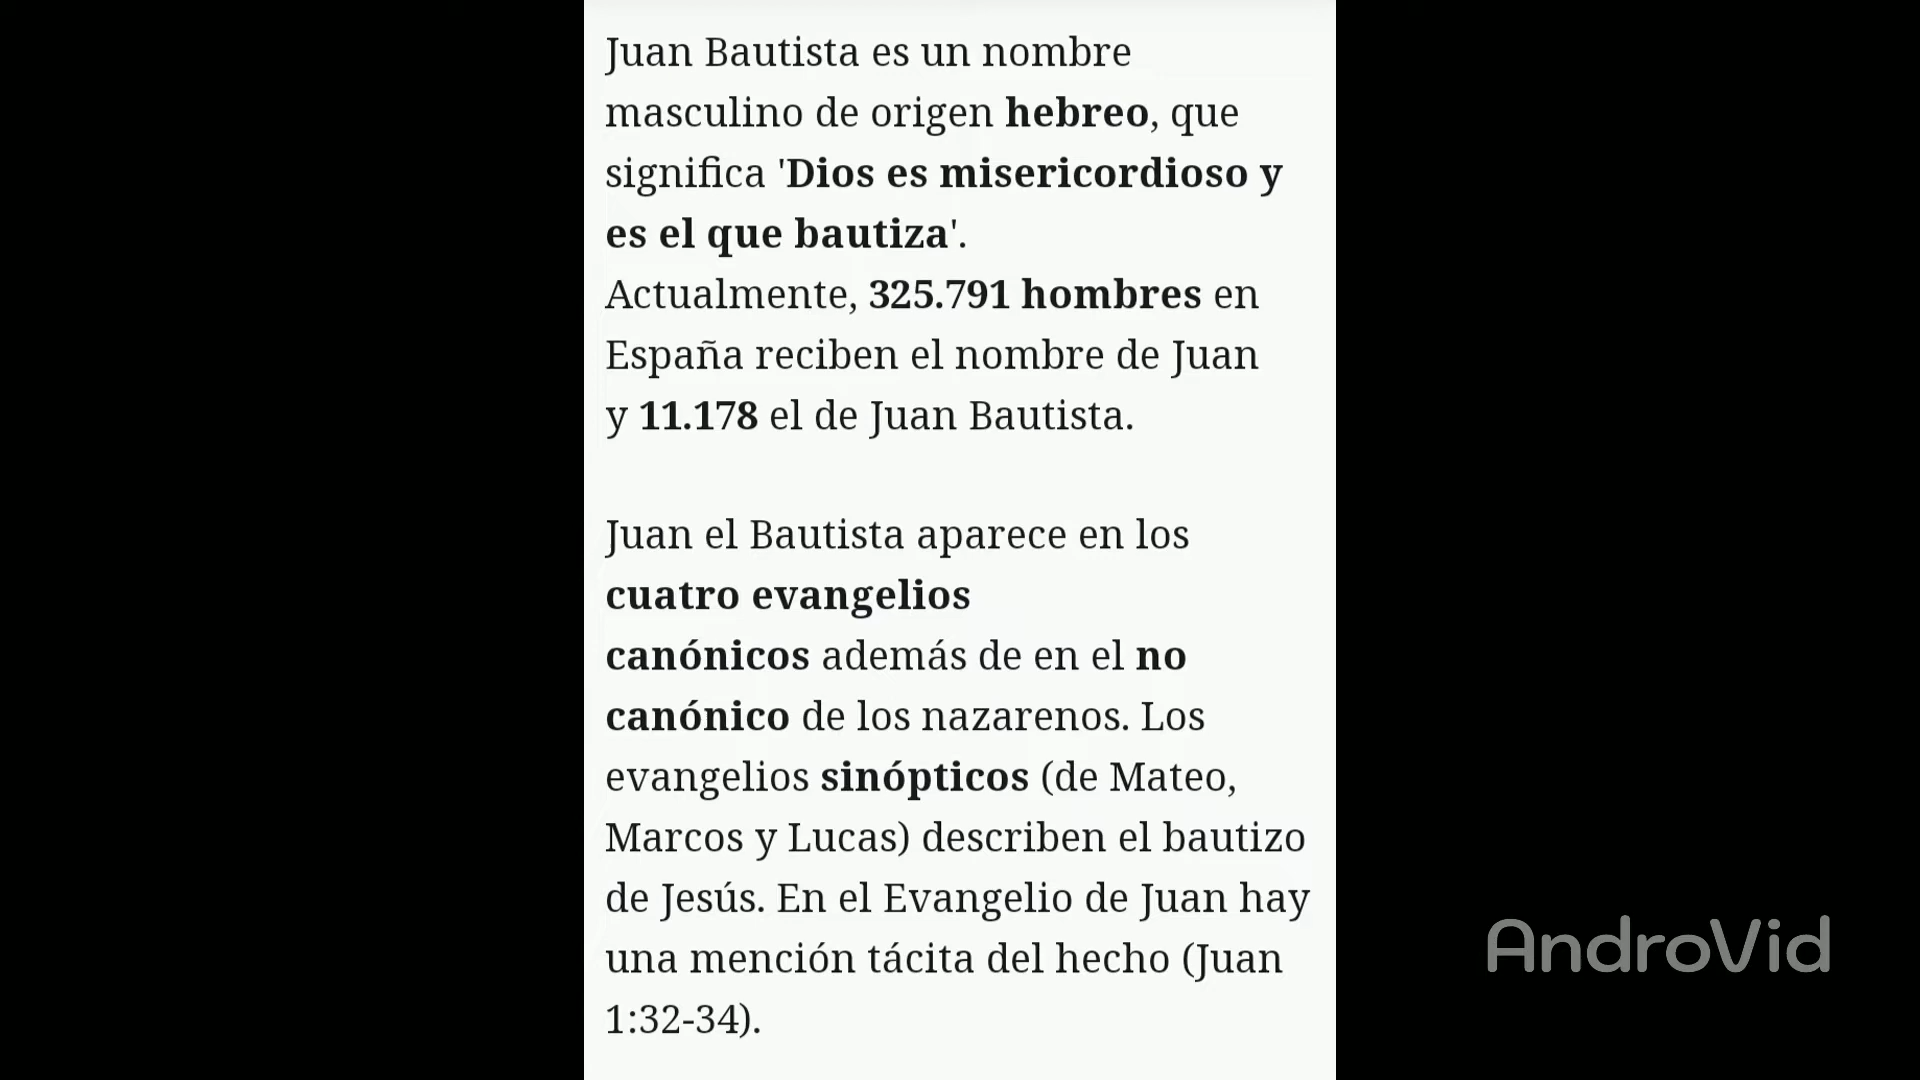 Juan Bautista es un nombre
masculino de origen hebreo, que
significa 'Dios es misericordioso y
es el que bautiza'.
Actualmente, 325.791 hombres en
España reciben el nombre de Juan
y 11.178 el de Juan Bautista.
Juan el Bautista aparece en los
cuatro evangelios
canónicos además de en el no
canónico de los nazarenos. Los
evangelios sinópticos (de Mateo,
Marcos y Lucas) describen el bautizo
de Jesús. En el Evangelio de Juan hay
una mención tácita del hecho (Juan
1:32-34).
AndroVid